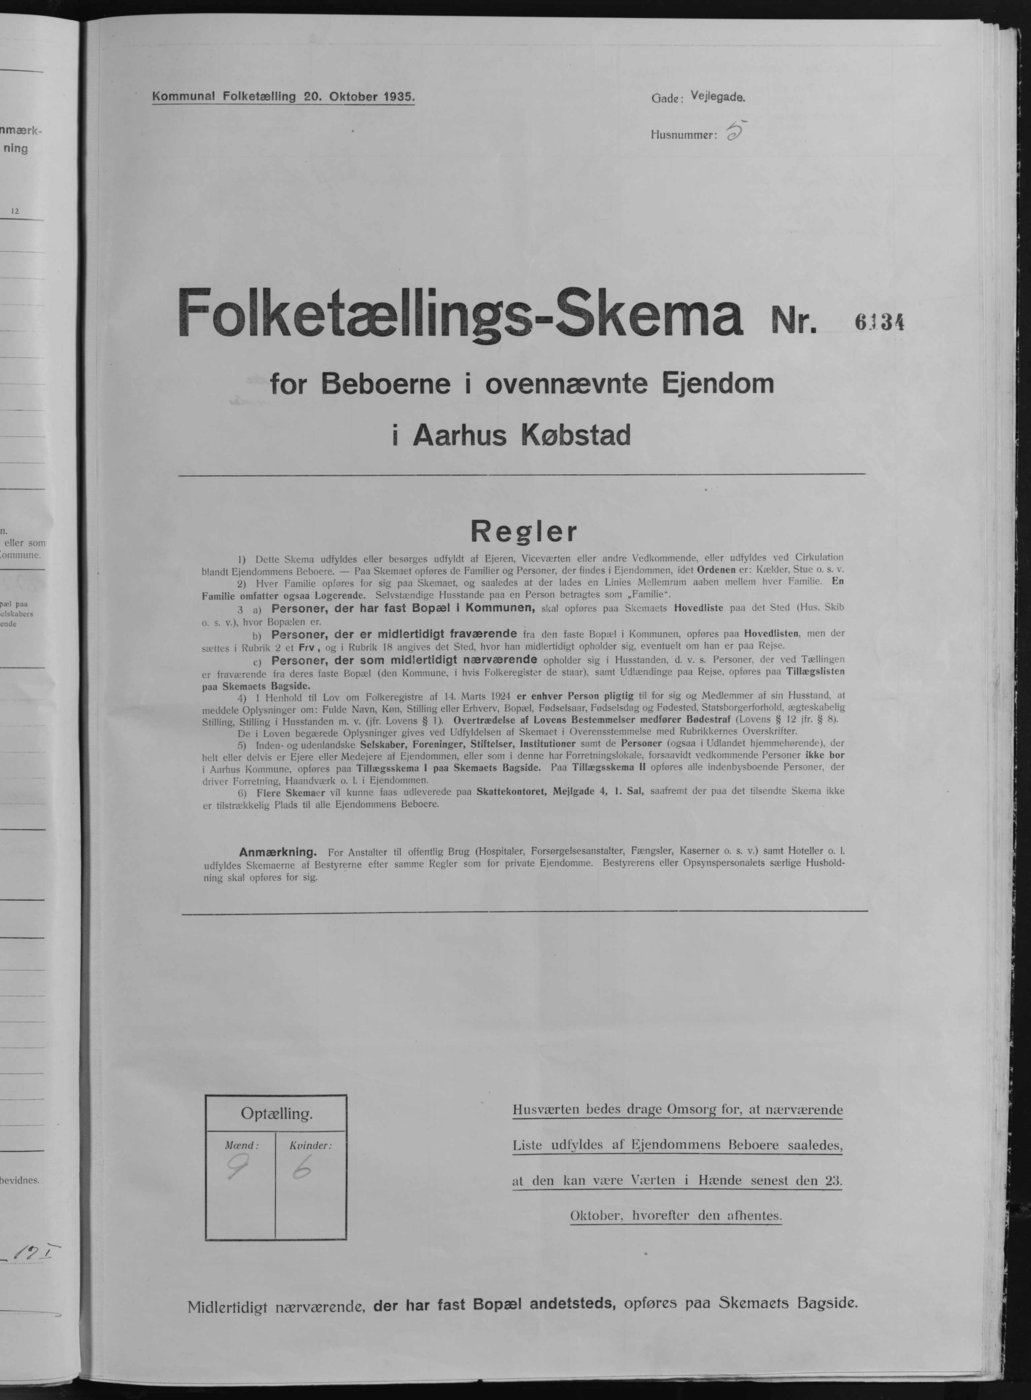 Kommunal Folketælling 20. Oktober 1935.
Gade: Vejlegade.
Husnummer: 5
nmærk-
ning
12
Folketællings-Skema Nr. 6134
for Beboerne i ovennævnte Ejendom
i Aarhus Købstad
Regler
1) Dette Skema udfyldes eller besørges udfyldt af Ejeren, Viceværten eller andre Vedkommende, eller udfyldes ved Cirkulation
blandt Ejendommens Beboere. — Paa Skemaet opføres de Familier og Personer, der findes i Ejendommen, idet Ordenen er: Kælder, Stue o. s. v.
2) Hver Familie opføres for sig paa Skemaet, og saaledes at der lades en Linies Mellemrum aaben mellem hver Familie. En
Familie omfatter ogsaa Logerende. Selvstændige Husstande paa en Person betragtes som „Familie“.
3 a) Personer, der har fast Bopæl i Kommunen, skal opføres paa Skemaets Hovedliste paa det Sted (Hus, Skib
o. s. v.), hvor Bopælen er.
b) Personer, der er midlertidigt fraværende fra den faste Bopæl i Kommunen, opføres paa Hovedlisten, men der
sættes i Rubrik 2 et Frv, og i Rubrik 18 angives det Sted, hvor han midlertidigt opholder sig, eventuelt om han er paa Rejse.
c) Personer, der som midlertidigt nærværende opholder sig i Husstanden, d. v. s. Personer, der ved Tællingen
er fraværende fra deres faste Bopæl (den Kommune, i hvis Folkeregister de staar), samt Udlændinge paa Rejse, opføres paa Tillægslisten
paa Skemaets Bagside.
4) I Henhold til Lov om Folkeregistre af 14. Marts 1924 er enhver Person pligtig til for sig og Medlemmer af sin Husstand, at
meddele Oplysninger om: Fulde Navn, Køn, Stilling eller Erhverv, Bopæl, Fødselsaar, Fødselsdag og Fødested, Statsborgerforhold, ægteskabelig
Stilling, Stilling i Husstanden m. v. (jfr. Lovens § 1). Overtrædelse af Lovens Bestemmelser medfører Bødestraf (Lovens § 12 jfr. § 8).
De i Loven begærede Oplysninger gives ved Udfyldelsen af Skemaet i Overensstemmelse med Rubrikkernes Overskrifter.
5) Inden- og udenlandske Selskaber, Foreninger, Stiftelser, Institutioner samt de Personer (ogsaa i Udlandet hjemmehørende), der
helt eller delvis er Ejere eller Medejere af Ejendommen, eller som i denne har Forretningslokale, forsaavidt vedkommende Personer ikke bor
i Aarhus Kommune, opføres paa Tillægsskema I paa Skemaets Bagside. Paa Tillægsskema II opføres alle indenbysboende Personer, der
driver Forretning, Haandværk o. l. i Ejendommen.
6) Flere Skemaer vil kunne faas udleverede paa Skattekontoret, Mejlgade 4, 1. Sal, saafremt der paa det tilsendte Skema ikke
er tilstrækkelig Plads til alle Ejendommens Beboere.
Anmærkning. For Anstalter til offentlig Brug (Hospitaler, Forsørgelsesanstalter, Fængsler, Kaserner o. s. v.) samt Hoteller o. l.
udfyldes Skemaerne af Bestyrerne efter samme Regler som for private Ejendomme. Bestyrerens eller Opsynspersonalets særlige Hushold-
ning skal opføres for sig.
n.
eller som
Kommune.
pæl paa
elskabers
ende
bevidnes.
Optælling.
Mænd: Kvinder:
9 6
Husværten bedes drage Omsorg for, at nærværende
Liste udfyldes af Ejendommens Beboere saaledes,
at den kan være Værten i Hænde senest den 23.
Oktober, hvorefter den afhentes.
Midlertidigt nærværende, der har fast Bopæl andetsteds, opføres paa Skemaets Bagside.